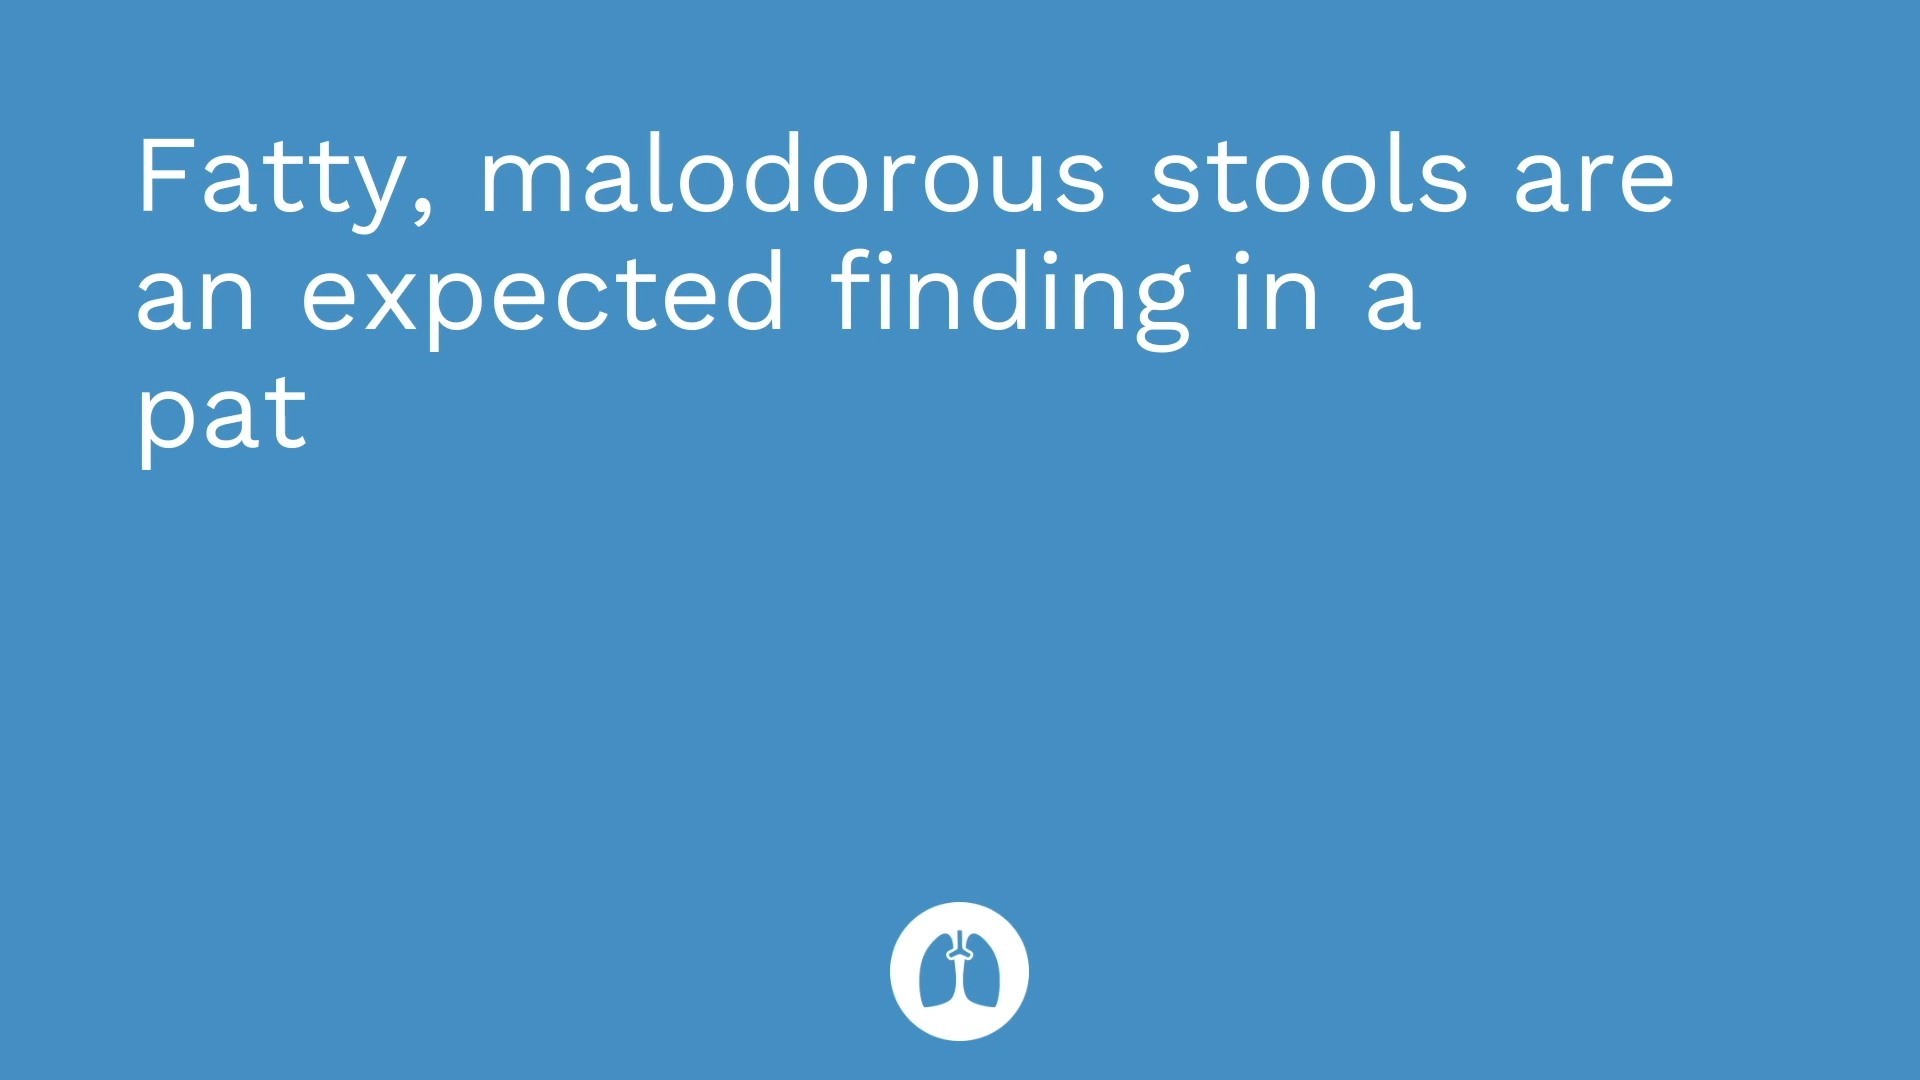 Fatty, malodorous stools are
an expected finding in a
pat